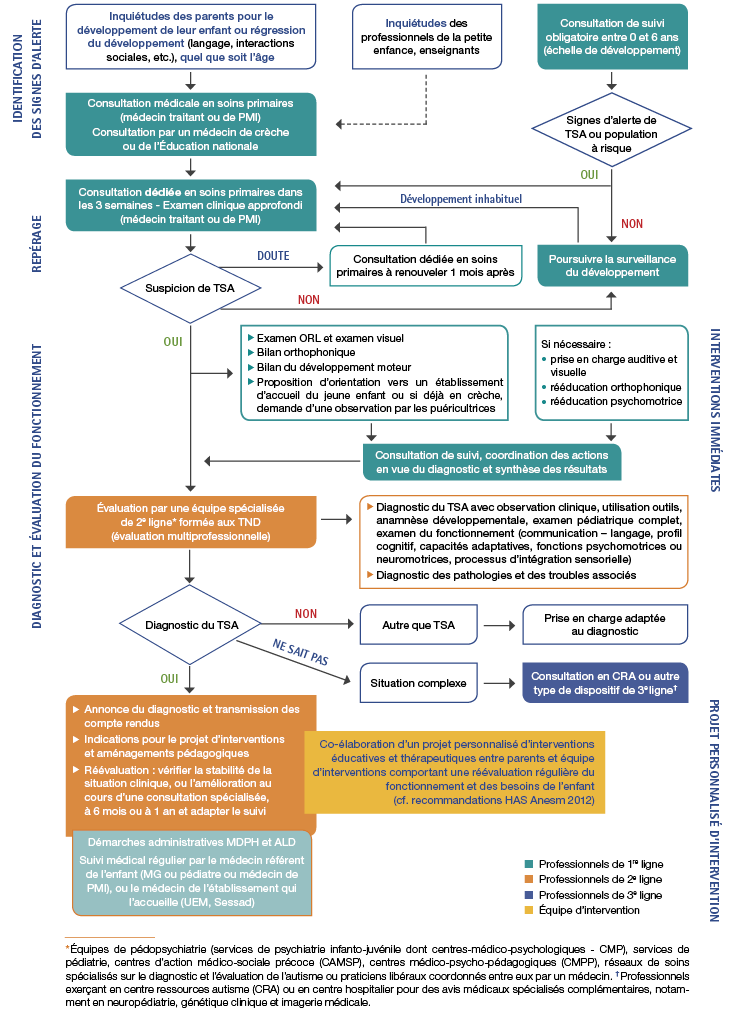 IDENTIFICATION
DES SIGNES D'ALERTE
Inquiétudes des parents pour le
développement de leur enfant ou régression
du développement (langage, interactions
sociales, etc.), quel que soit l'âge
Inquiétudes des
professionnels de la petite
enfance, enseignants
Consultation de suivi
obligatoire entre 0 et 6 ans
(échelle de développement)
Consultation médicale en soins primaires
(médecin traitant ou de PMI)
Consultation par un médecin de crèche
ou de l'Éducation nationale
Signes d'alerte de
TSA ou population
à risque
OUI
NON
REPÉRAGE
Consultation dédiée en soins primaires dans
les 3 semaines - Examen clinique approfondi
(médecin traitant ou de PMI)
Développement inhabituel
DOUTE
Consultation dédiée en soins
primaires à renouveler 1 mois après
Poursuivre la surveillance
du développement
Suspicion de TSA
NON
OUI
DIAGNOSTIC ET ÉVALUATION DU FONCTIONNEMENT
INTERVENTIONS IMMÉDIATES
Examen ORL et examen visuel
Bilan orthophonique
Bilan du développement moteur
Proposition d'orientation vers un établissement
d'accueil du jeune enfant ou si déjà en crèche,
demande d'une observation par les puéricultrices
Si nécessaire :
• prise en charge auditive et
visuelle
• rééducation orthophonique
• rééducation psychomotrice
Consultation de suivi, coordination des actions
en vue du diagnostic et synthèse des résultats
Évaluation par une équipe spécialisée
de 2e ligne* formée aux TND
(évaluation multiprofessionnelle)
Diagnostic du TSA avec observation clinique, utilisation outils,
anamnèse développementale, examen pédiatrique complet,
examen du fonctionnement (communication – langage, profil
cognitif, capacités adaptatives, fonctions psychomotrices ou
neuromotrices, processus d'intégration sensorielle)
Diagnostic des pathologies et des troubles associés
Diagnostic du TSA
NON
Autre que TSA
Prise en charge adaptée
au diagnostic
NE SAIT PAS
Situation complexe
Consultation en CRA ou autre
type de dispositif de 3e ligne†
OUI
PROJET PERSONNALISÉ D'INTERVENTION
Annonce du diagnostic et transmission des
compte rendus
Indications pour le projet d'interventions
et aménagements pédagogiques
Réévaluation : vérifier la stabilité de la
situation clinique, ou l'amélioration au
cours d'une consultation spécialisée,
à 6 mois ou à 1 an et adapter le suivi
Co-élaboration d'un projet personnalisé d'interventions
éducatives et thérapeutiques entre parents et équipe
d'interventions comportant une réévaluation régulière du
fonctionnement et des besoins de l'enfant
(cf. recommandations HAS Anesm 2012)
Démarches administratives MDPH et ALD
Suivi médical régulier par le médecin référent
de l'enfant (MG ou pédiatre ou médecin de
PMI), ou le médecin de l'établissement qui
l'accueille (UEM, Sessad)
Professionnels de 1re ligne
Professionnels de 2e ligne
Professionnels de 3e ligne
Équipe d'intervention
*Équipes de pédopsychiatrie (services de psychiatrie infanto-juvénile dont centres-médico-psychologiques - CMP), services de
pédiatrie, centres d'action médico-sociale précoce (CAMSP), centres médico-psycho-pédagogiques (CMPP), réseaux de soins
spécialisés sur le diagnostic et l'évaluation de l'autisme ou praticiens libéraux coordonnés entre eux par un médecin. †Professionnels
exerçant en centre ressources autisme (CRA) ou en centre hospitalier pour des avis médicaux spécialisés complémentaires, notam-
ment en neuropédiatrie, génétique clinique et imagerie médicale.